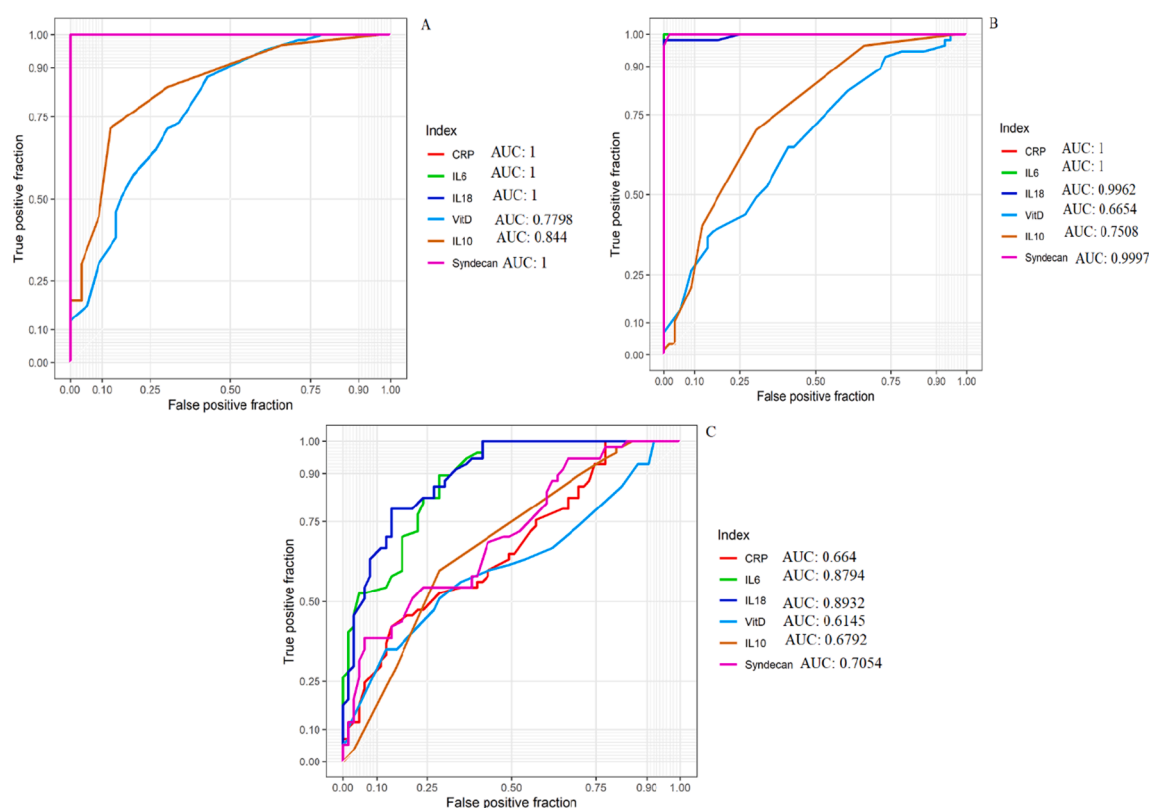 A
1.00
0.90
0.75
0.50
0.25
0.10
0.00
True positive fraction
0.00 0.10 0.25 0.50 0.75 0.90 1.00
False positive fraction
Index
CRP AUC: 1
IL6 AUC: 1
IL18 AUC: 1
VitD AUC: 0.7798
IL10 AUC: 0.844
Syndecan AUC: 1
B
1.00
0.90
0.75
0.50
0.25
0.10
0.00
True positive fraction
0.00 0.10 0.25 0.50 0.75 0.90 1.00
False positive fraction
Index
CRP AUC: 1
IL6 AUC: 1
IL18 AUC: 0.9962
VitD AUC: 0.6654
IL10 AUC: 0.7508
Syndecan AUC: 0.9997
C
1.00
0.90
0.75
0.50
0.25
0.10
0.00
True positive fraction
0.00 0.10 0.25 0.50 0.75 0.90 1.00
False positive fraction
Index
CRP AUC: 0.664
IL6 AUC: 0.8794
IL18 AUC: 0.8932
VitD AUC: 0.6145
IL10 AUC: 0.6792
Syndecan AUC: 0.7054